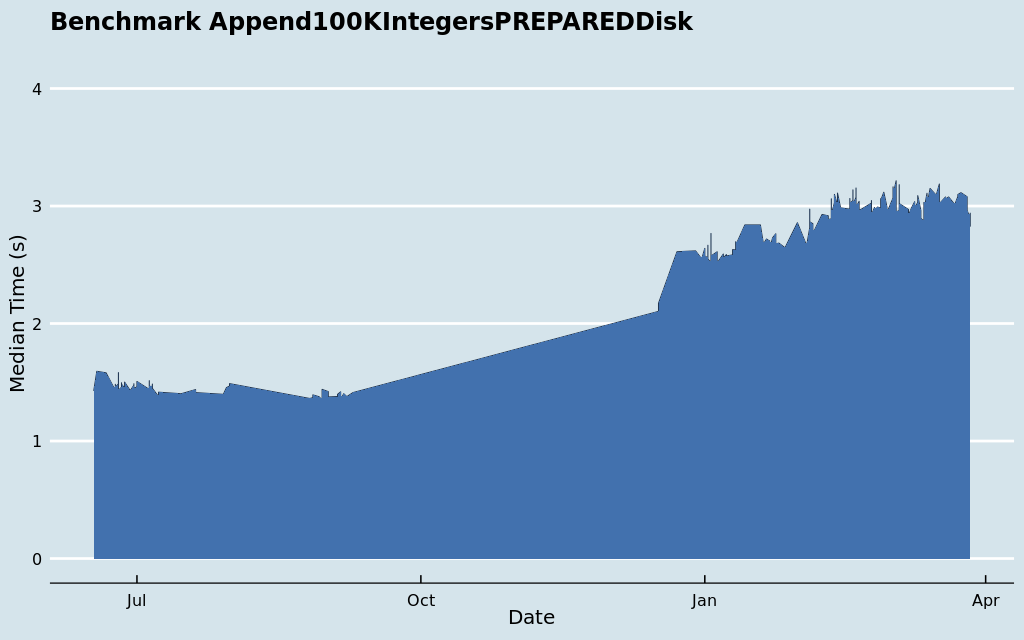 Benchmark Append100KIntegersPREPAREDDisk
Median Time (s)
4
3
2
1
0
Jul
Oct
Jan
Apr
Date